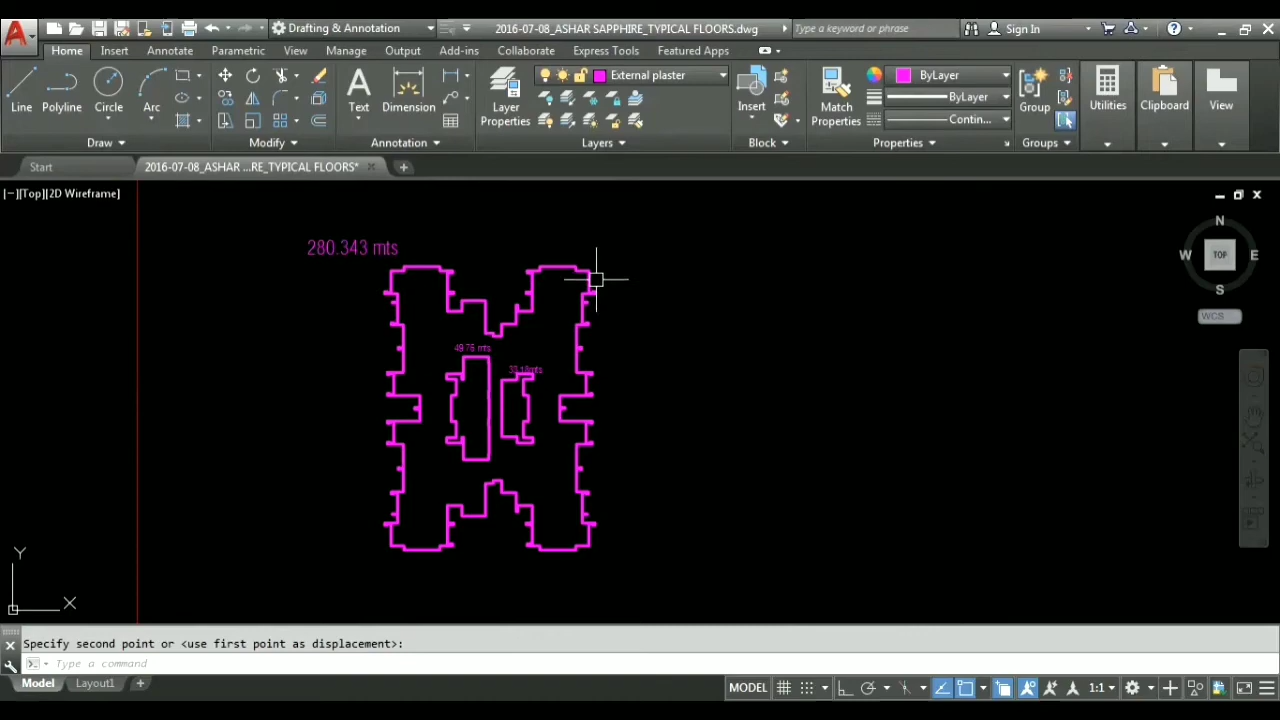 Drafting & Annotation
2016-07-08_ASHAR SAPPHIRE_TYPICAL FLOORS.dwg
Type a keyword or phrase
Sign In
Home
Insert
Annotate
Parametric
View
Manage
Output
Add-ins
Collaborate
Express Tools
Featured Apps
Line
Polyline
Circle
Arc
Text
Dimension
Layer
Properties
External plaster
Insert
Match
Properties
ByLayer
ByLayer
Contin...
Group
Utilities
Clipboard
View
Draw
Modify
Annotation
Layers
Block
Properties
Groups
Start
2016-07-08_ASHAR ...RE_TYPICAL FLOORS*
[−][Top][2D Wireframe]
N
W
TOP
E
S
WCS
280.343 mts
49.76 mts
Y
X
Specify second point or <use first point as displacement>:
Type a command
Model
Layout1
MODEL
1:1